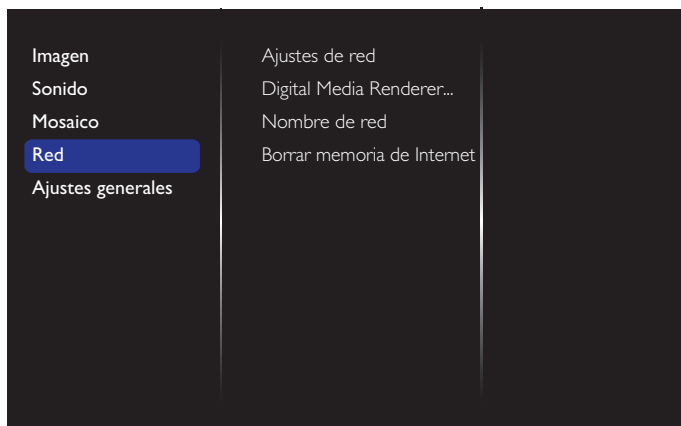 Imagen
Sonido
Mosaico
Red
Ajustes generales
Ajustes de red
Digital Media Renderer...
Nombre de red
Borrar memoria de Internet